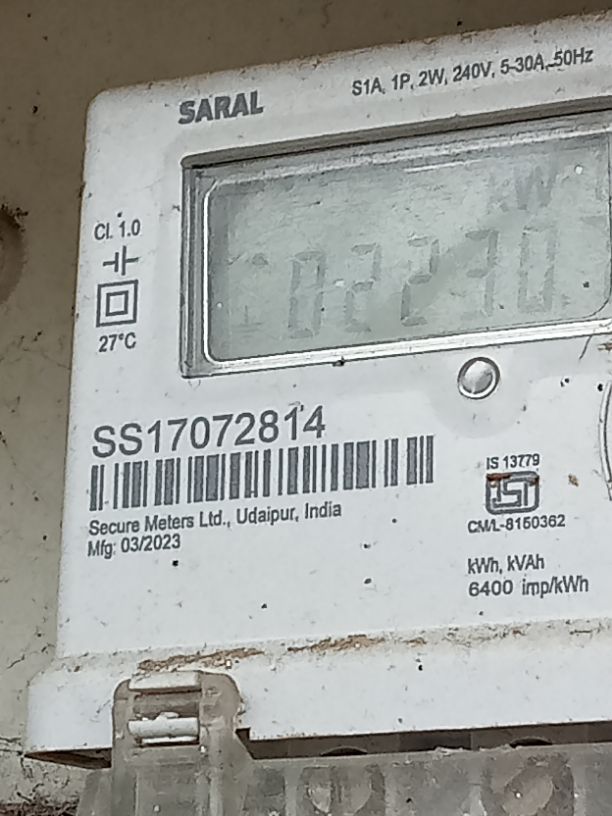 SARAL
S1A, 1P, 2W, 240V, 5-30A, 50Hz
Cl. 1.0
27°C
kW
02230
SS17072814
Secure Meters Ltd., Udaipur, India
Mfg: 03/2023
IS 13779
CM/L-8150362
kWh, kVAh
6400 imp/kWh